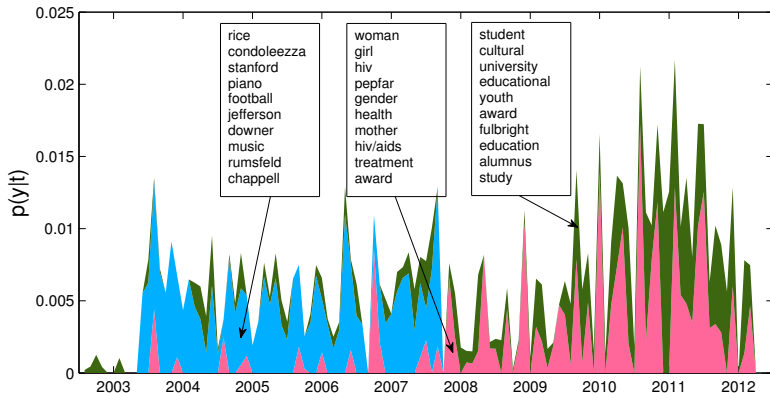 0.025
0.02
0.015
0.01
0.005
0
p(y|t)
rice
condoleezza
stanford
piano
football
jefferson
downer
music
rumsfeld
chappell
woman
girl
hiv
pepfar
gender
health
mother
hiv/aids
treatment
award
student
cultural
university
educational
youth
award
fulbright
education
alumnus
study
2003 2004 2005 2006 2007 2008 2009 2010 2011 2012